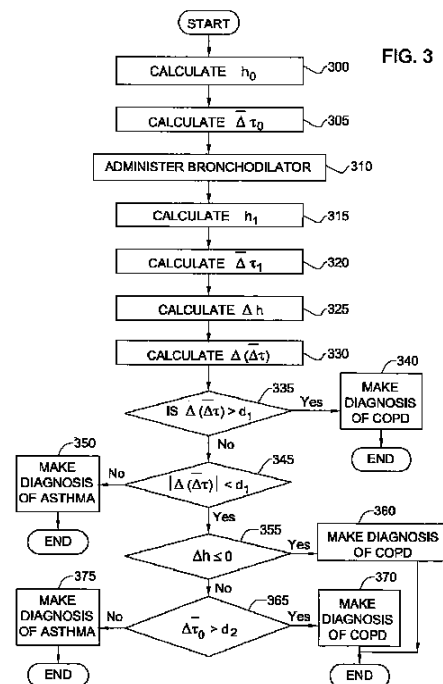 START
FIG. 3
CALCULATE h₀
300
CALCULATE Δ̅ τ₀
305
ADMINISTER BRONCHODILATOR
310
CALCULATE h₁
315
CALCULATE Δ̅ τ₁
320
CALCULATE Δ h
325
CALCULATE Δ (Δ̅τ̅)
330
335
IS Δ (Δ̅τ̅) > d₁
Yes
340
MAKE
DIAGNOSIS
OF COPD
END
No
345
|Δ (Δ̅τ̅)| < d₁
No
350
MAKE
DIAGNOSIS
OF ASTHMA
END
Yes
355
Δh ≤ 0
Yes
360
MAKE DIAGNOSIS
OF COPD
No
365
Δτ̅₀ > d₂
No
375
MAKE
DIAGNOSIS
OF ASTHMA
END
Yes
370
MAKE
DIAGNOSIS
OF COPD
END